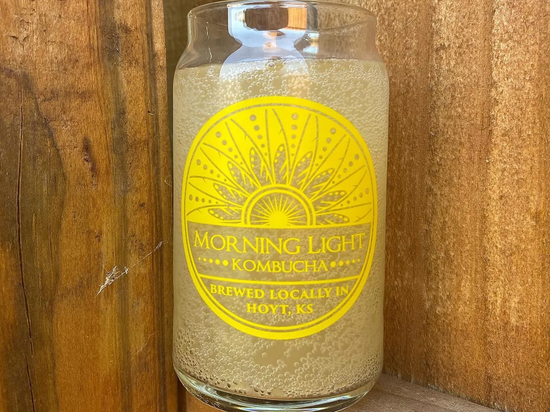 MORNING LIGHT
KOMBUCHA
BREWED LOCALLY IN
HOYT, KS